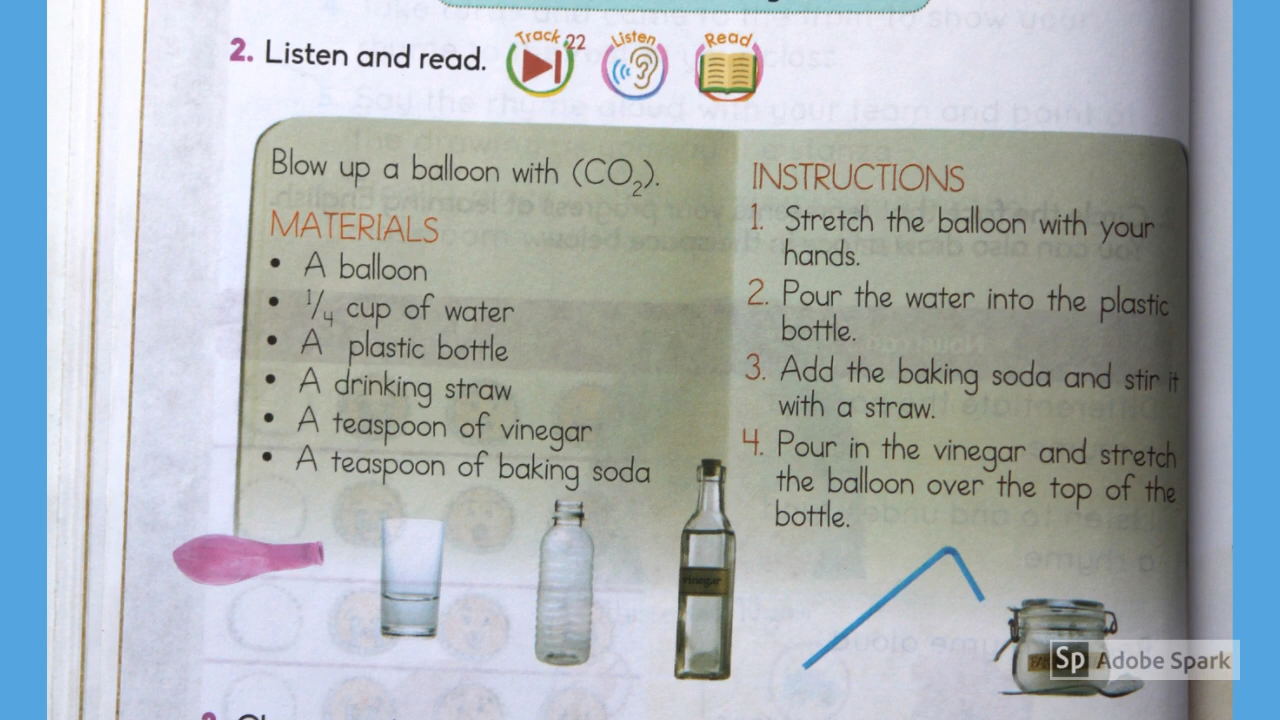 2. Listen and read.
Track 22
Listen
Read
Blow up a balloon with (CO₂).
MATERIALS
• A balloon
• 1/4 cup of water
• A plastic bottle
• A drinking straw
• A teaspoon of vinegar
• A teaspoon of baking soda
INSTRUCTIONS
1. Stretch the balloon with your
hands.
2. Pour the water into the plastic
bottle.
3. Add the baking soda and stir it
with a straw.
4. Pour in the vinegar and stretch
the balloon over the top of the
bottle.
vinegar
Sp Adobe Spark